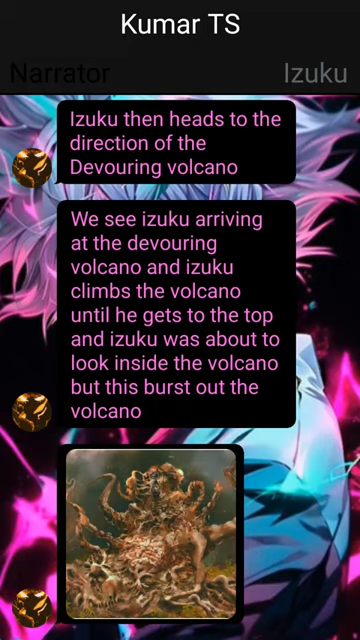 Kumar TS
Narrator
Izuku
Izuku then heads to the
direction of the
Devouring volcano
We see izuku arriving
at the devouring
volcano and izuku
climbs the volcano
until he gets to the top
and izuku was about to
look inside the volcano
but this burst out the
volcano